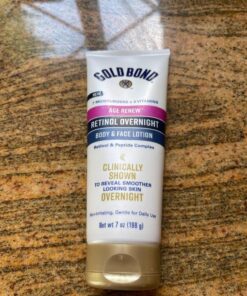 GOLD BOND
7 MOISTURIZERS + 3 VITAMINS
AGE RENEW
RETINOL OVERNIGHT
BODY & FACE LOTION
Retinol & Peptide Complex
CLINICALLY
SHOWN
TO REVEAL SMOOTHER
LOOKING SKIN
OVERNIGHT
Non-irritating, Gentle for Daily Use
Net wt 7 oz (198 g)